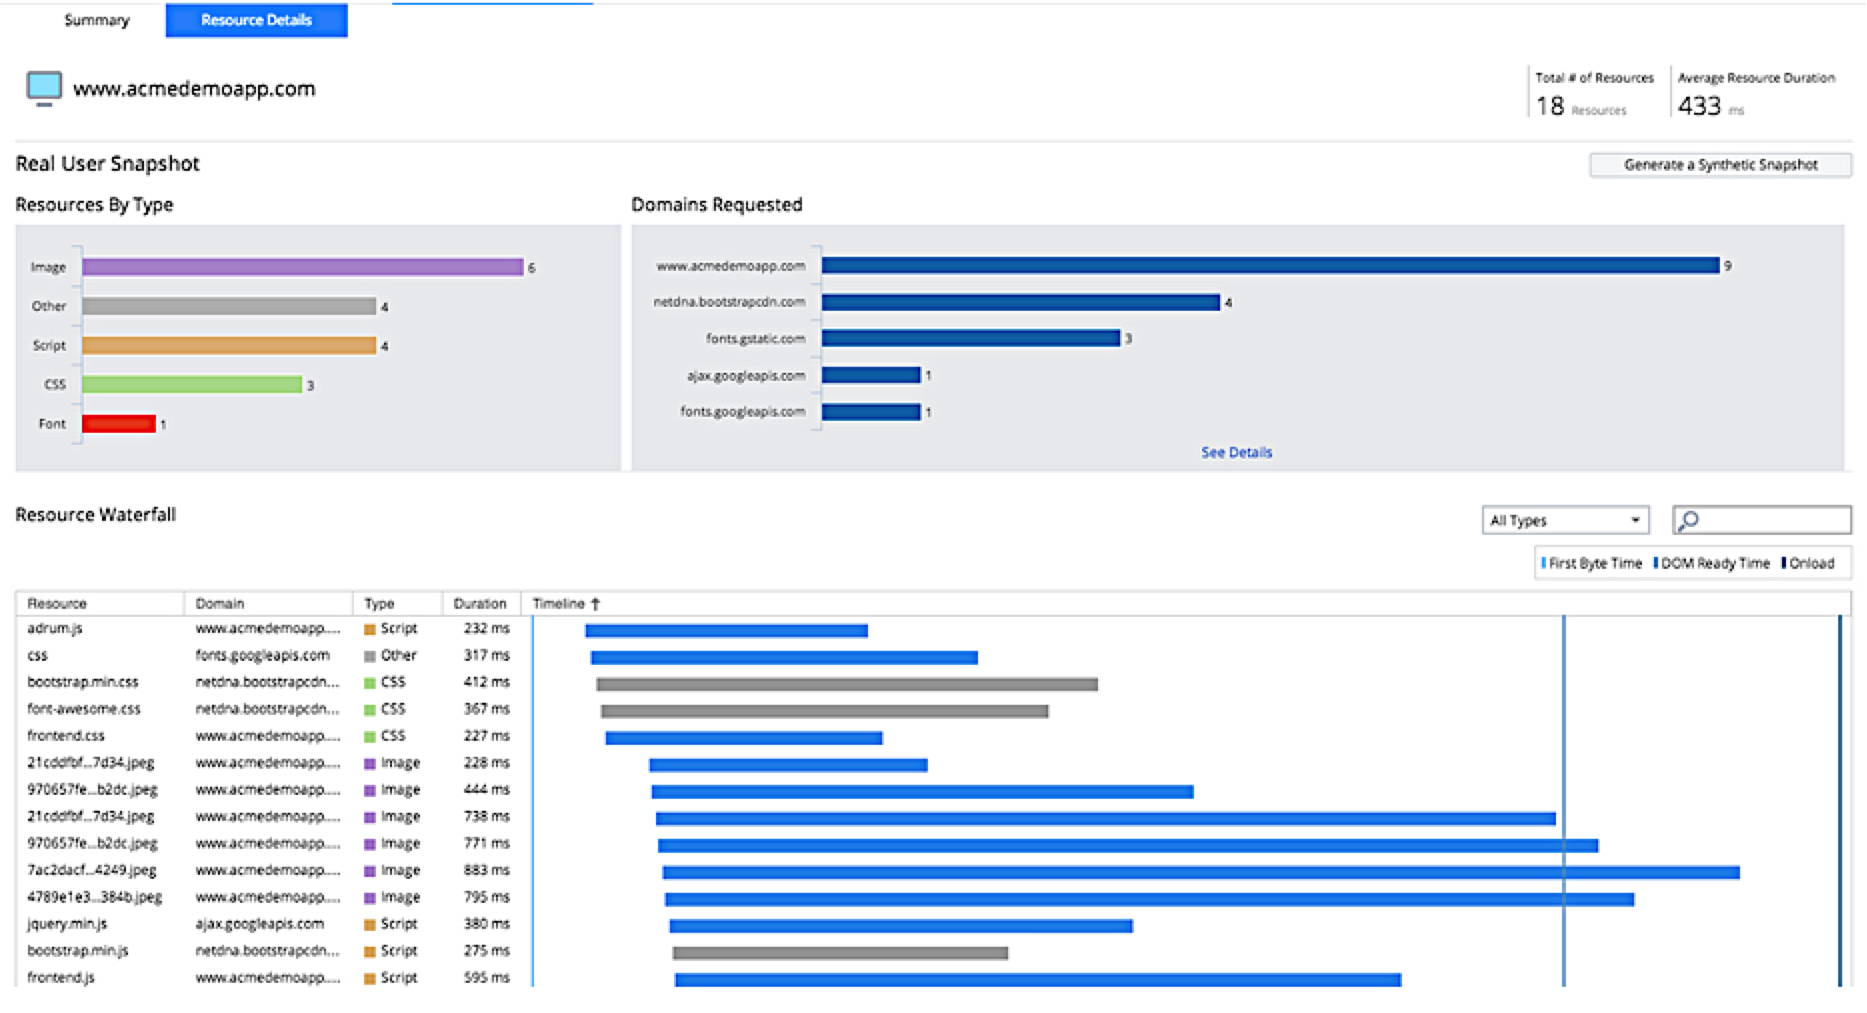 Summary Resource Details
www.acmedemoapp.com
Total # of Resources Average Resource Duration
18 Resources 433 ms
Real User Snapshot
Generate a Synthetic Snapshot
Resources By Type
Image 6
Other 4
Script 4
CSS 3
Font 1
Domains Requested
www.acmedemoapp.com 9
netdna.bootstrapcdn.com 4
fonts.gstatic.com 3
ajax.googleapis.com 1
fonts.googleapis.com 1
See Details
Resource Waterfall
All Types
First Byte Time DOM Ready Time Onload
Resource Domain Type Duration Timeline ↑
adrum.js www.acmedemoapp.... Script 232 ms
css fonts.googleapis.com Other 317 ms
bootstrap.min.css netdna.bootstrapcdn... CSS 412 ms
font-awesome.css netdna.bootstrapcdn... CSS 367 ms
frontend.css www.acmedemoapp.... CSS 227 ms
21cddfbf...7d34.jpeg www.acmedemoapp.... Image 228 ms
970657fe...b2dc.jpeg www.acmedemoapp.... Image 444 ms
21cddfbf...7d34.jpeg www.acmedemoapp.... Image 738 ms
970657fe...b2dc.jpeg www.acmedemoapp.... Image 771 ms
7ac2dacf...4249.jpeg www.acmedemoapp.... Image 883 ms
4789e1e3...384b.jpeg www.acmedemoapp.... Image 795 ms
jquery.min.js ajax.googleapis.com Script 380 ms
bootstrap.min.js netdna.bootstrapcdn... Script 275 ms
frontend.js www.acmedemoapp.... Script 595 ms